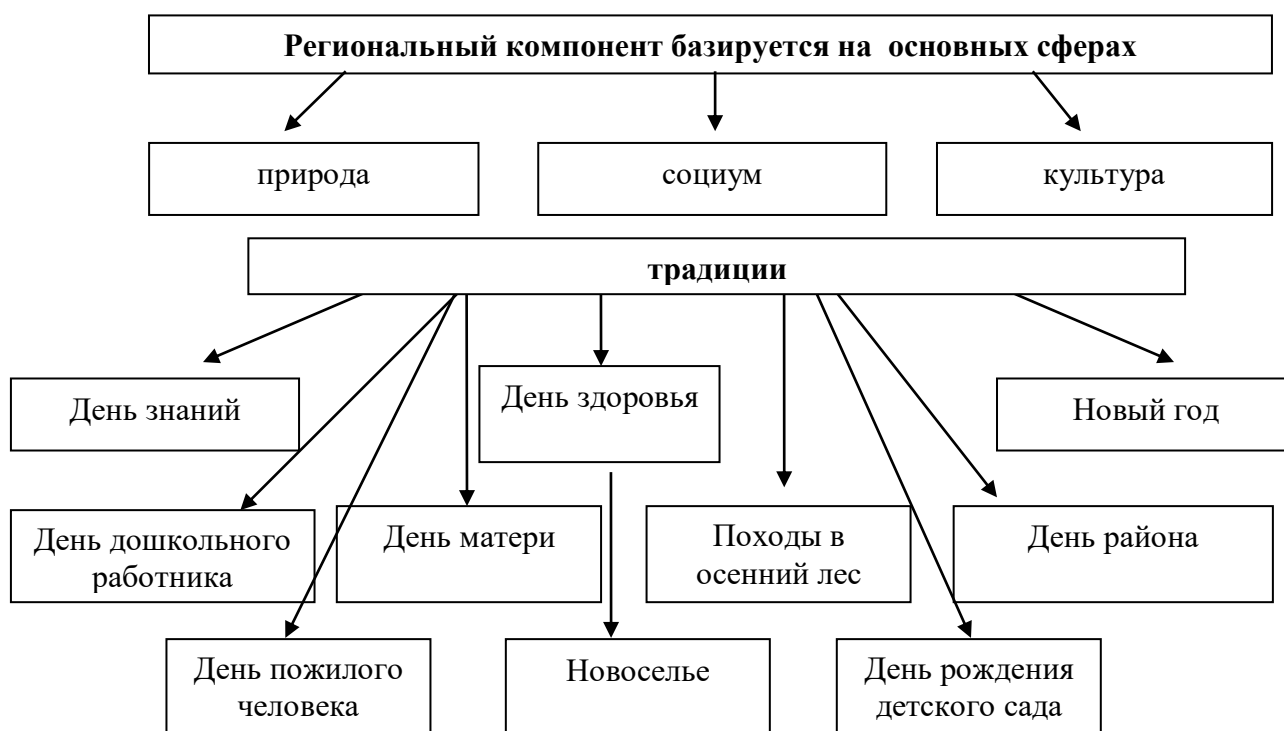 Региональный компонент базируется на основных сферах
природа
социум
культура
традиции
День знаний
День здоровья
Новый год
День дошкольного
работника
День матери
Походы в
осенний лес
День района
День пожилого
человека
Новоселье
День рождения
детского сада